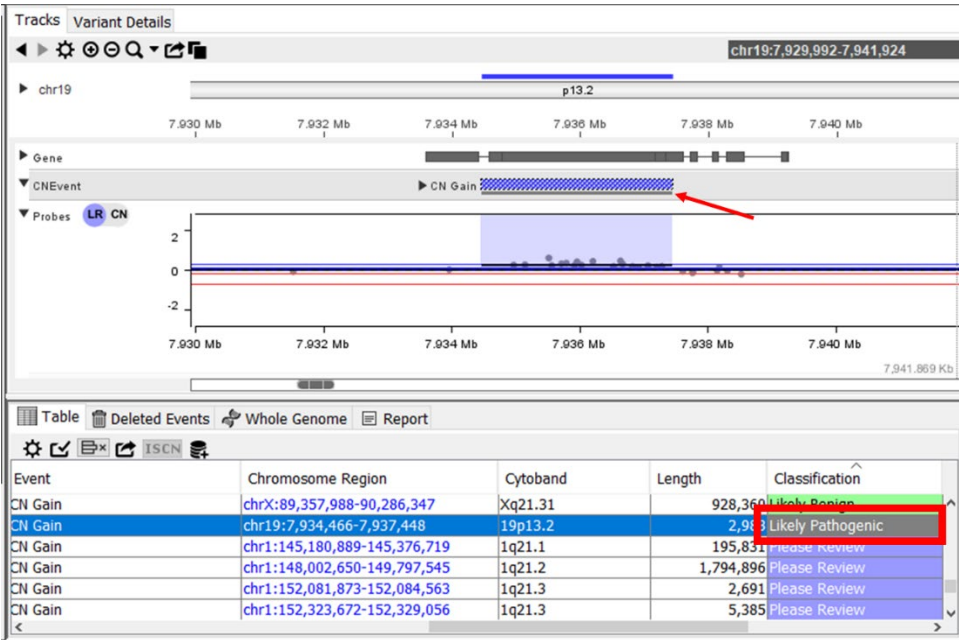 Tracks Variant Details
chr19:7,929,992-7,941,924
chr19
p13.2
7.930 Mb 7.932 Mb 7.934 Mb 7.936 Mb 7.938 Mb 7.940 Mb
Gene
CNEvent CN Gain
Probes LR CN
2
0
-2
7.930 Mb 7.932 Mb 7.934 Mb 7.936 Mb 7.938 Mb 7.940 Mb
7,941.869 Kb
Table Deleted Events Whole Genome Report
ISCN
Event Chromosome Region Cytoband Length Classification
CN Gain chrX:89,357,988-90,286,347 Xq21.31 928,360 Likely Benign
CN Gain chr19:7,934,466-7,937,448 19p13.2 2,983 Likely Pathogenic
CN Gain chr1:145,180,889-145,376,719 1q21.1 195,831 Please Review
CN Gain chr1:148,002,650-149,797,545 1q21.2 1,794,896 Please Review
CN Gain chr1:152,081,873-152,084,563 1q21.3 2,691 Please Review
CN Gain chr1:152,323,672-152,329,056 1q21.3 5,385 Please Review